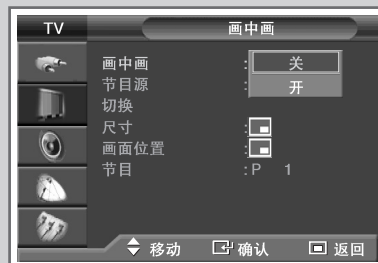 TV 画中画
画中画 : 关
节目源 : 开
切换
尺寸 :
画面位置 :
节目 : P 1
移动 确认 返回